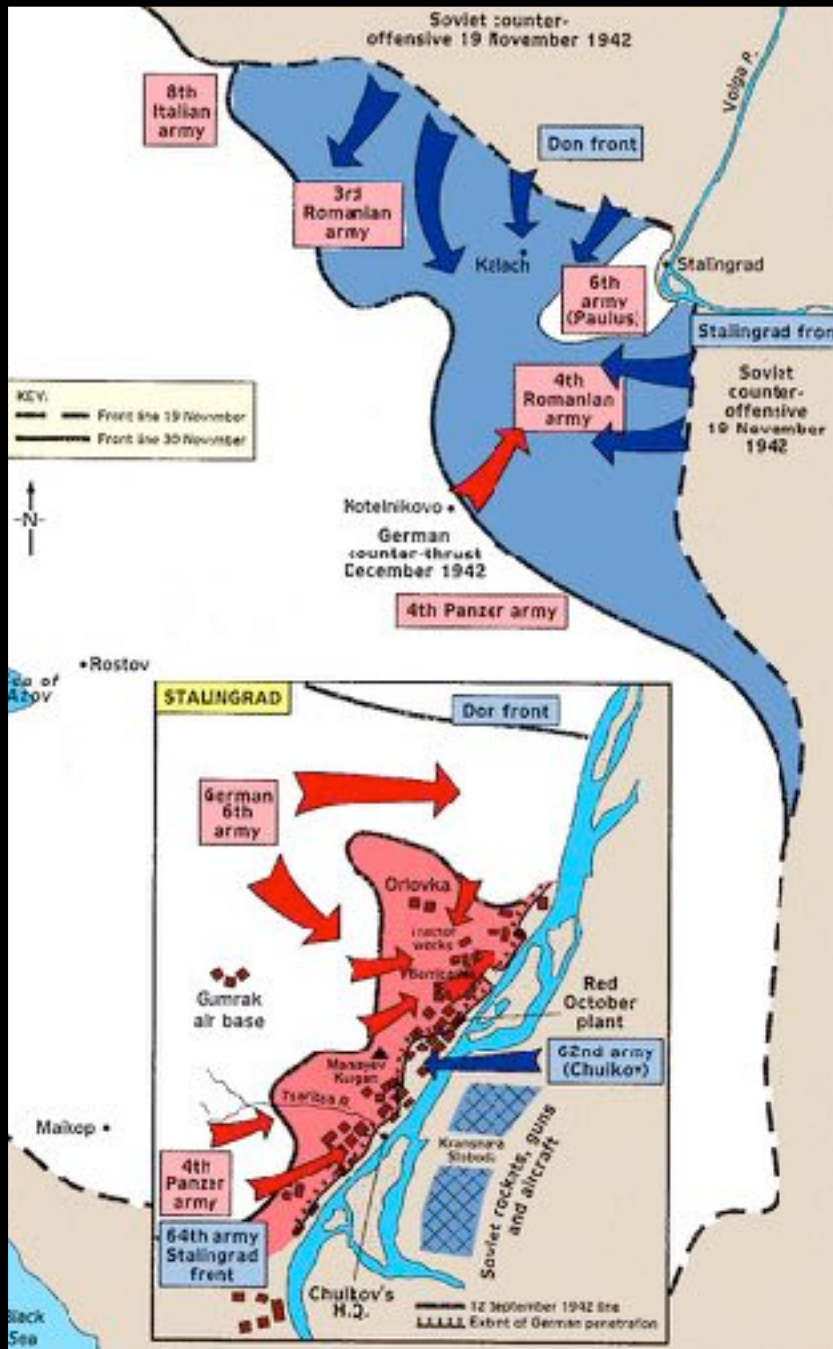 Soviet counter-
offensive 19 November 1942
Volga R.
8th
Italian
army
Don front
3rd
Romanian
army
Kalach
Stalingrad
6th
army
(Paulus)
Stalingrad fron
4th
Romanian
army
Soviet
counter-
offensive
19 November
1942
KEY:
Front line 19 November
Front line 30 November
-N-
Kotelnikovo
German
counter-thrust
December 1942
4th Panzer army
Rostov
ea of
Azov
STALINGRAD
Don front
German
6th
army
Orlovka
works
Gumrak
air base
Red
October
plant
62nd army
(Chuikov)
Mamayev
Kurgan
Tsaritsa R.
Maikop
Soviet rockets, guns
and aircraft
4th
Panzer
army
64th army
Stalingrad
front
Chuikov's
H.Q.
12 September 1942 line
Extent of German penetration
Black
Sea